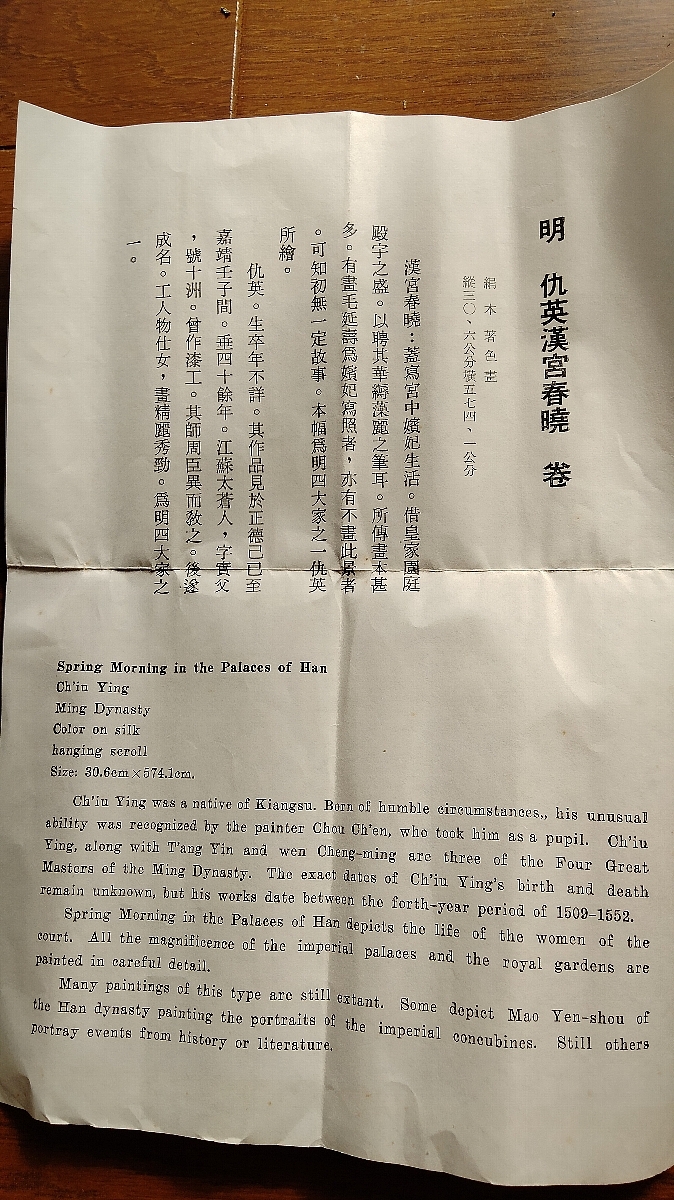 明 仇英漢宮春曉 卷
絹本著色畫
縱三〇、六公分橫五七四、一公分
漢宮春曉：蓋寫宮中嬪妃生活。借皇家園庭
殿宇之盛。以騁其華縟藻麗之筆耳。所傳畫本甚
多。有畫毛延壽爲嬪妃寫照者，亦有不畫此景者
。可知初無一定故事。本幅爲明四大家之一仇英
所繪。
仇英。生卒年不詳。其作品見於正德己巳至
嘉靖壬子間。垂四十餘年。江蘇太蒼人，字實父
，號十洲。曾作漆工。其師周臣異而敎之。後遂
成名。工人物仕女，畫精麗秀勁。爲明四大家之
一。
Spring Morning in the Palaces of Han
Ch'iu Ying
Ming Dynasty
Color on silk
hanging scroll
Size: 30.6cm×574.1cm.
Ch'iu Ying was a native of Kiangsu. Born of humble circumstances,, his unusual
ability was recognized by the painter Chou Ch'en, who took him as a pupil. Ch'iu
Ying, along with T'ang Yin and wen Cheng-ming are three of the Four Great
Masters of the Ming Dynasty. The exact dates of Ch'iu Ying's birth and death
remain unknown, but his works date between the forth-year period of 1509–1552.
Spring Morning in the Palaces of Han depicts the life of the women of the
court. All the magnificence of the imperial palaces and the royal gardens are
painted in careful detail.
Many paintings of this type are still extant. Some depict Mao Yen-shou of
the Han dynasty painting the portraits of the imperial concubines. Still others
portray events from history or literature.